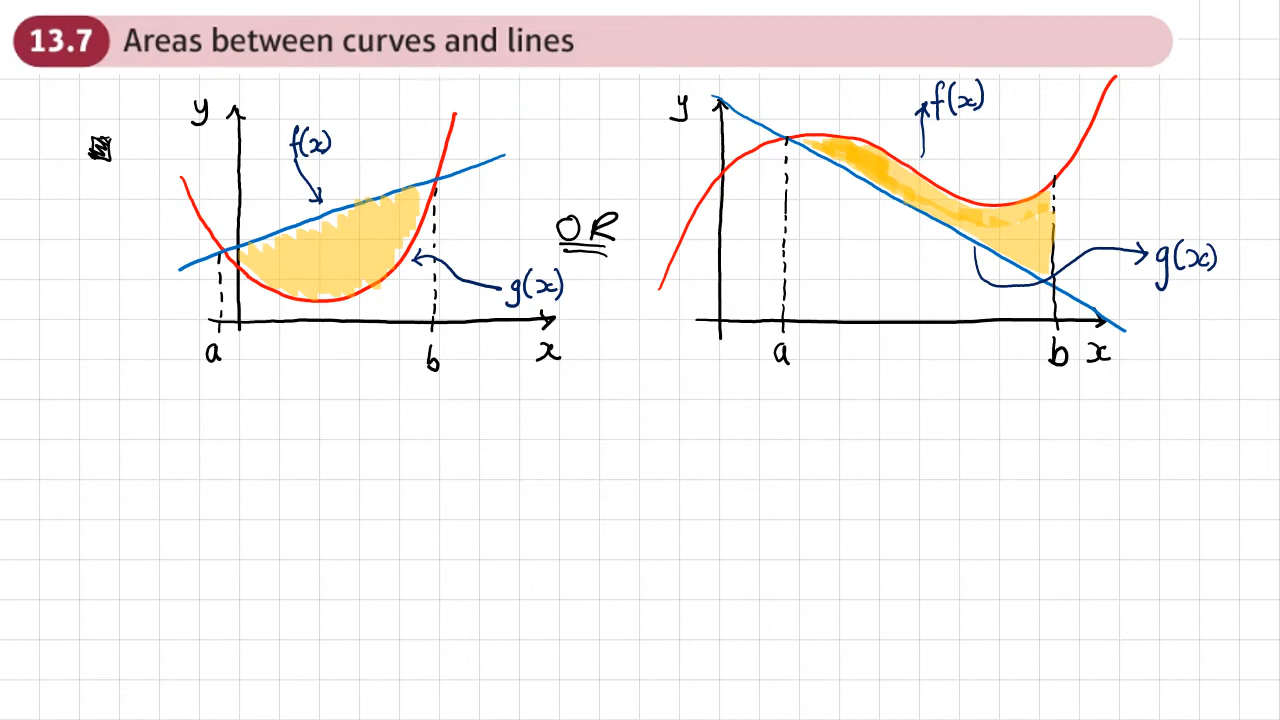 13.7 Areas between curves and lines
y
f(x)
g(x)
a
b
x
OR
y
f(x)
g(x)
a
b
x